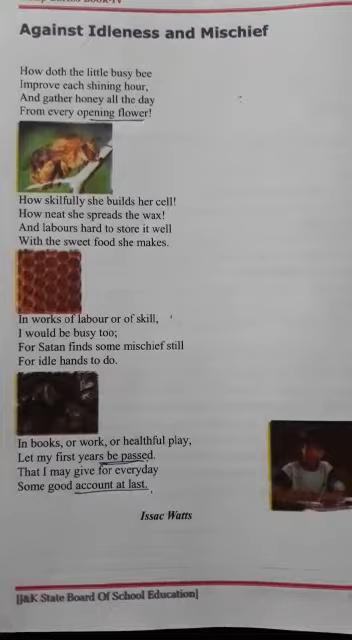 Against Idleness and Mischief
How doth the little busy bee
Improve each shining hour,
And gather honey all the day
From every opening flower!
How skilfully she builds her cell!
How neat she spreads the wax!
And labours hard to store it well
With the sweet food she makes.
In works of labour or of skill,
I would be busy too;
For Satan finds some mischief still
For idle hands to do.
In books, or work, or healthful play,
Let my first years be passed.
That I may give for everyday
Some good account at last.
Issac Watts
J&K State Board Of School Education